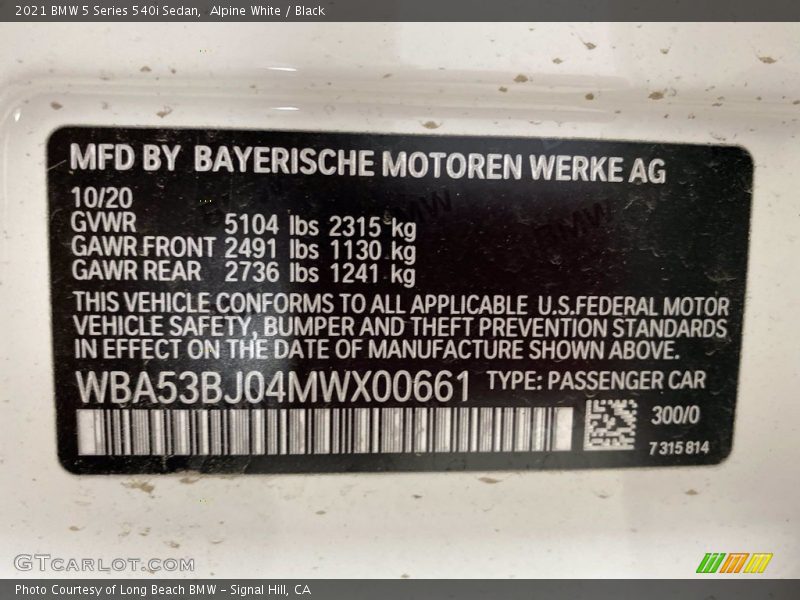 2021 BMW 5 Series 540i Sedan, Alpine White / Black
MFD BY BAYERISCHE MOTOREN WERKE AG
10/20
GVWR 5104 lbs 2315 kg
GAWR FRONT 2491 lbs 1130 kg
GAWR REAR 2736 lbs 1241 kg
THIS VEHICLE CONFORMS TO ALL APPLICABLE U.S.FEDERAL MOTOR
VEHICLE SAFETY, BUMPER AND THEFT PREVENTION STANDARDS
IN EFFECT ON THE DATE OF MANUFACTURE SHOWN ABOVE.
WBA53BJ04MWX00661 TYPE: PASSENGER CAR
300/0
7 315 814
GTCARLOT.COM
Photo Courtesy of Long Beach BMW - Signal Hill, CA